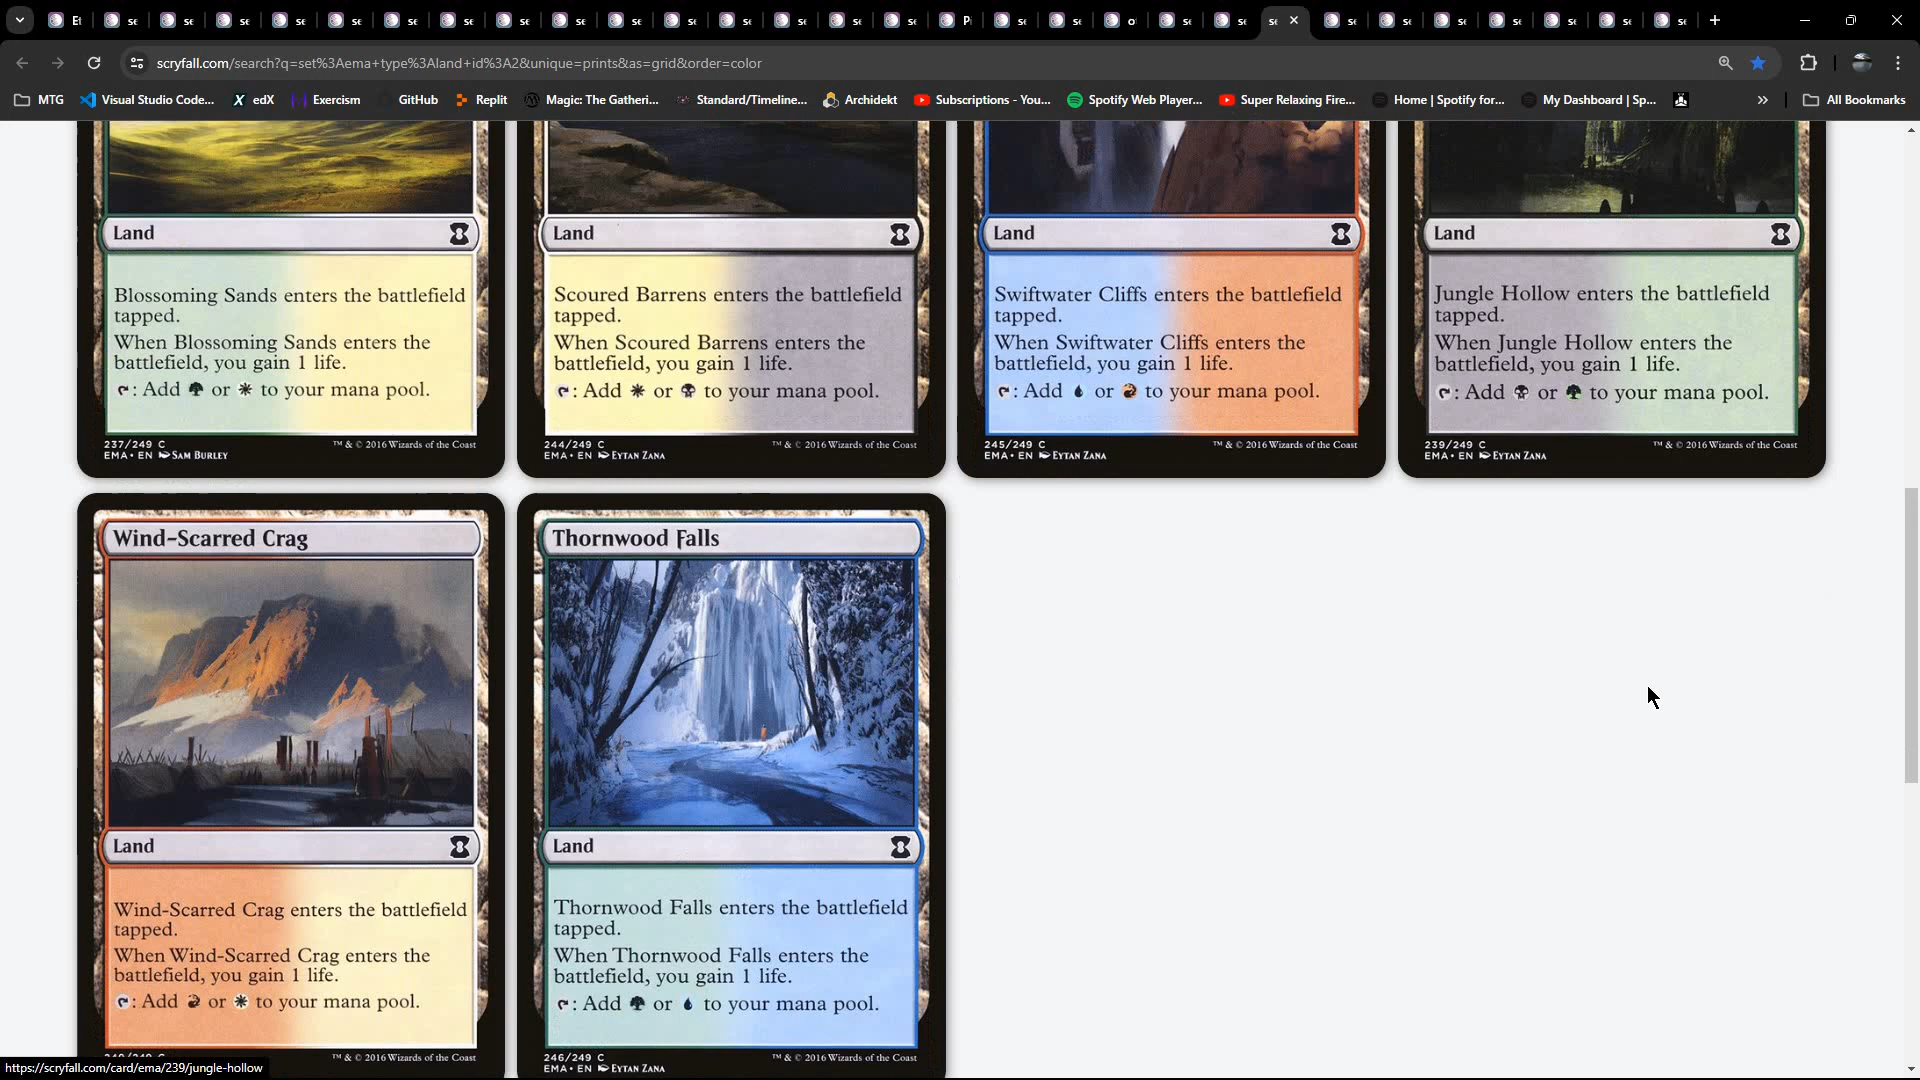 scryfall.com/search?q=set%3Aema+type%3Aland+id%3A2&unique=prints&as=grid&order=color
MTG
Visual Studio Code...
edX
Exercism
GitHub
Replit
Magic: The Gatheri...
Standard/Timeline...
Archidekt
Subscriptions - You...
Spotify Web Player...
Super Relaxing Fire...
Home | Spotify for...
My Dashboard | Sp...
All Bookmarks
Land
Blossoming Sands enters the battlefield
tapped.
When Blossoming Sands enters the
battlefield, you gain 1 life.
: Add or to your mana pool.
237/249 C
™ & © 2016 Wizards of the Coast
EMA • EN SAM BURLEY
Land
Scoured Barrens enters the battlefield
tapped.
When Scoured Barrens enters the
battlefield, you gain 1 life.
: Add or to your mana pool.
244/249 C
™ & © 2016 Wizards of the Coast
EMA • EN EYTAN ZANA
Land
Swiftwater Cliffs enters the battlefield
tapped.
When Swiftwater Cliffs enters the
battlefield, you gain 1 life.
: Add or to your mana pool.
245/249 C
™ & © 2016 Wizards of the Coast
EMA • EN EYTAN ZANA
Land
Jungle Hollow enters the battlefield
tapped.
When Jungle Hollow enters the
battlefield, you gain 1 life.
: Add or to your mana pool.
239/249 C
™ & © 2016 Wizards of the Coast
EMA • EN EYTAN ZANA
Wind-Scarred Crag
Land
Wind-Scarred Crag enters the battlefield
tapped.
When Wind-Scarred Crag enters the
battlefield, you gain 1 life.
: Add or to your mana pool.
™ & © 2016 Wizards of the Coast
Thornwood Falls
Land
Thornwood Falls enters the battlefield
tapped.
When Thornwood Falls enters the
battlefield, you gain 1 life.
: Add or to your mana pool.
246/249 C
™ & © 2016 Wizards of the Coast
EMA • EN EYTAN ZANA
https://scryfall.com/card/ema/239/jungle-hollow